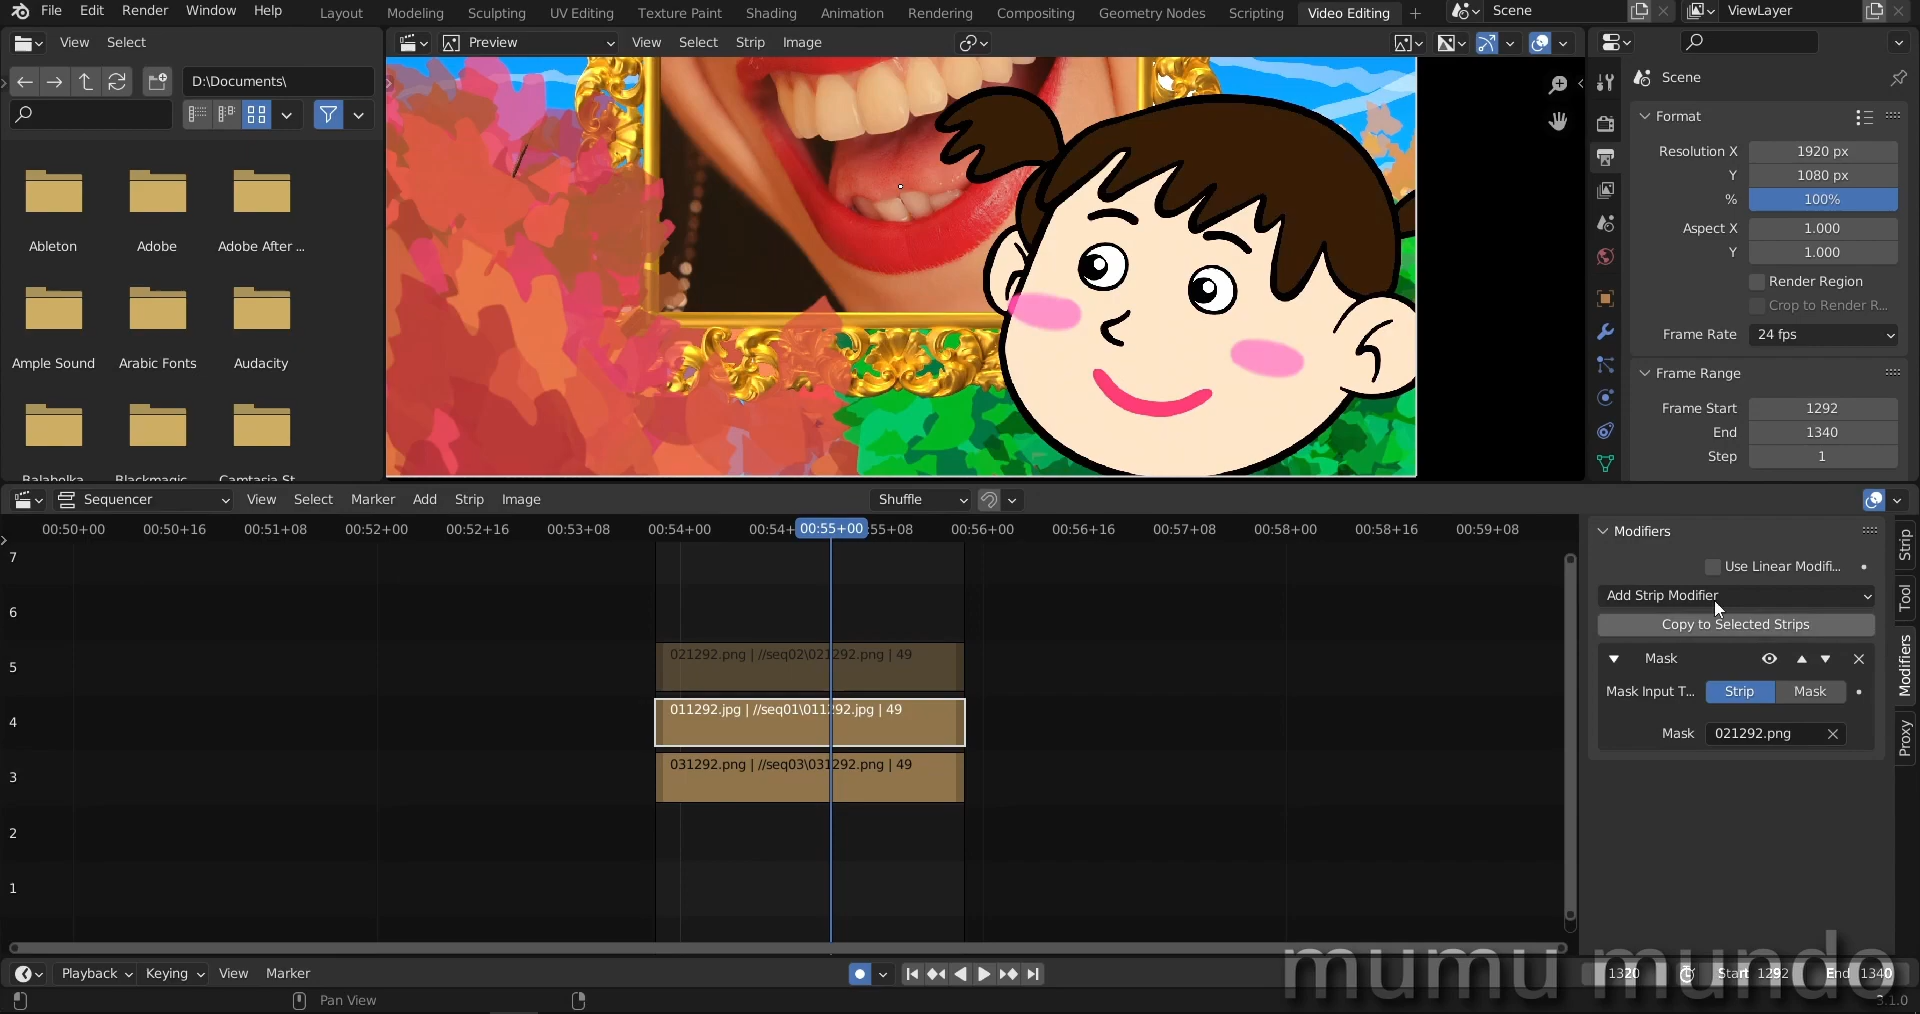 File Edit Render Window Help Layout Modeling Sculpting UV Editing Texture Paint Shading Animation Rendering Compositing Geometry Nodes Scripting Video Editing + Scene ViewLayer
View Select
Preview View Select Strip Image
D:\Documents\
Scene
Format
Resolution X 1920 px
Y 1080 px
% 100%
Aspect X 1.000
Y 1.000
Render Region
Crop to Render R...
Frame Rate 24 fps
Frame Range
Frame Start 1292
End 1340
Step 1
Ableton Adobe Adobe After ...
Ample Sound Arabic Fonts Audacity
Balabolka Blackmagic Camtasia St
Sequencer View Select Marker Add Strip Image Shuffle
00:50+00 00:50+16 00:51+08 00:52+00 00:52+16 00:53+08 00:54+00 00:54+ 00:55+00 :55+08 00:56+00 00:56+16 00:57+08 00:58+00 00:58+16 00:59+08
7
6
5
4
3
2
1
021292.png | //seq02\021292.png | 49
011292.jpg | //seq01\011292.jpg | 49
031292.png | //seq03\031292.png | 49
Modifiers
Use Linear Modifi...
Add Strip Modifier
Copy to Selected Strips
Mask
Mask Input T... Strip Mask
Mask 021292.png
Strip
Tool
Modifiers
Proxy
Playback Keying View Marker
1320 Start 1292 End 1340
Pan View
3.1.0
mumu mundo